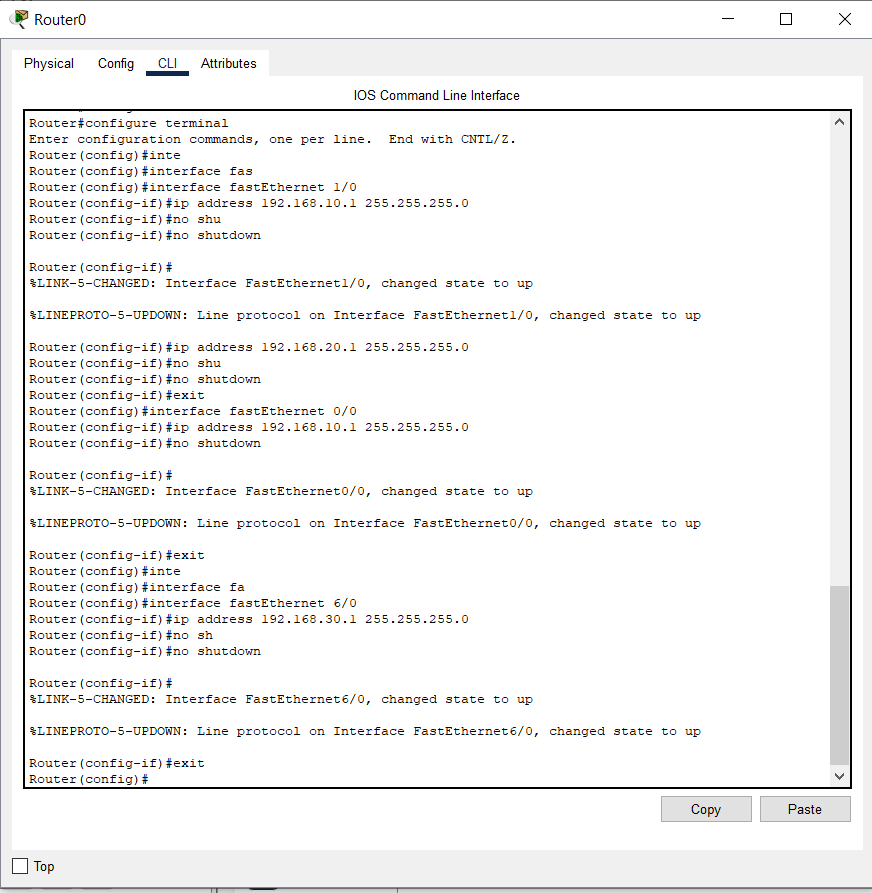 Router0
Physical Config CLI Attributes
IOS Command Line Interface
Router#configure terminal
Enter configuration commands, one per line.  End with CNTL/Z.
Router(config)#inte
Router(config)#interface fas
Router(config)#interface fastEthernet 1/0
Router(config-if)#ip address 192.168.10.1 255.255.255.0
Router(config-if)#no shu
Router(config-if)#no shutdown
Router(config-if)#
%LINK-5-CHANGED: Interface FastEthernet1/0, changed state to up
%LINEPROTO-5-UPDOWN: Line protocol on Interface FastEthernet1/0, changed state to up
Router(config-if)#ip address 192.168.20.1 255.255.255.0
Router(config-if)#no shu
Router(config-if)#no shutdown
Router(config-if)#exit
Router(config)#interface fastEthernet 0/0
Router(config-if)#ip address 192.168.10.1 255.255.255.0
Router(config-if)#no shutdown
Router(config-if)#
%LINK-5-CHANGED: Interface FastEthernet0/0, changed state to up
%LINEPROTO-5-UPDOWN: Line protocol on Interface FastEthernet0/0, changed state to up
Router(config-if)#exit
Router(config)#inte
Router(config)#interface fa
Router(config)#interface fastEthernet 6/0
Router(config-if)#ip address 192.168.30.1 255.255.255.0
Router(config-if)#no sh
Router(config-if)#no shutdown
Router(config-if)#
%LINK-5-CHANGED: Interface FastEthernet6/0, changed state to up
%LINEPROTO-5-UPDOWN: Line protocol on Interface FastEthernet6/0, changed state to up
Router(config-if)#exit
Router(config)#
Copy Paste
Top